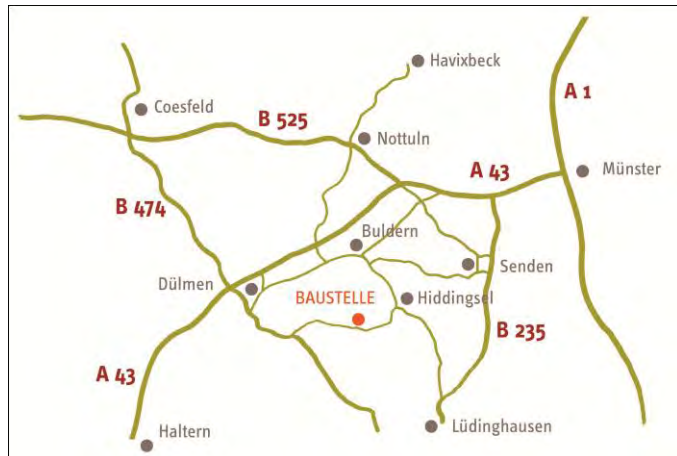 Havixbeck
A 1
Coesfeld
B 525
Nottuln
A 43
Münster
B 474
Buldern
Senden
Dülmen
BAUSTELLE
Hiddingsel
B 235
A 43
Haltern
Lüdinghausen